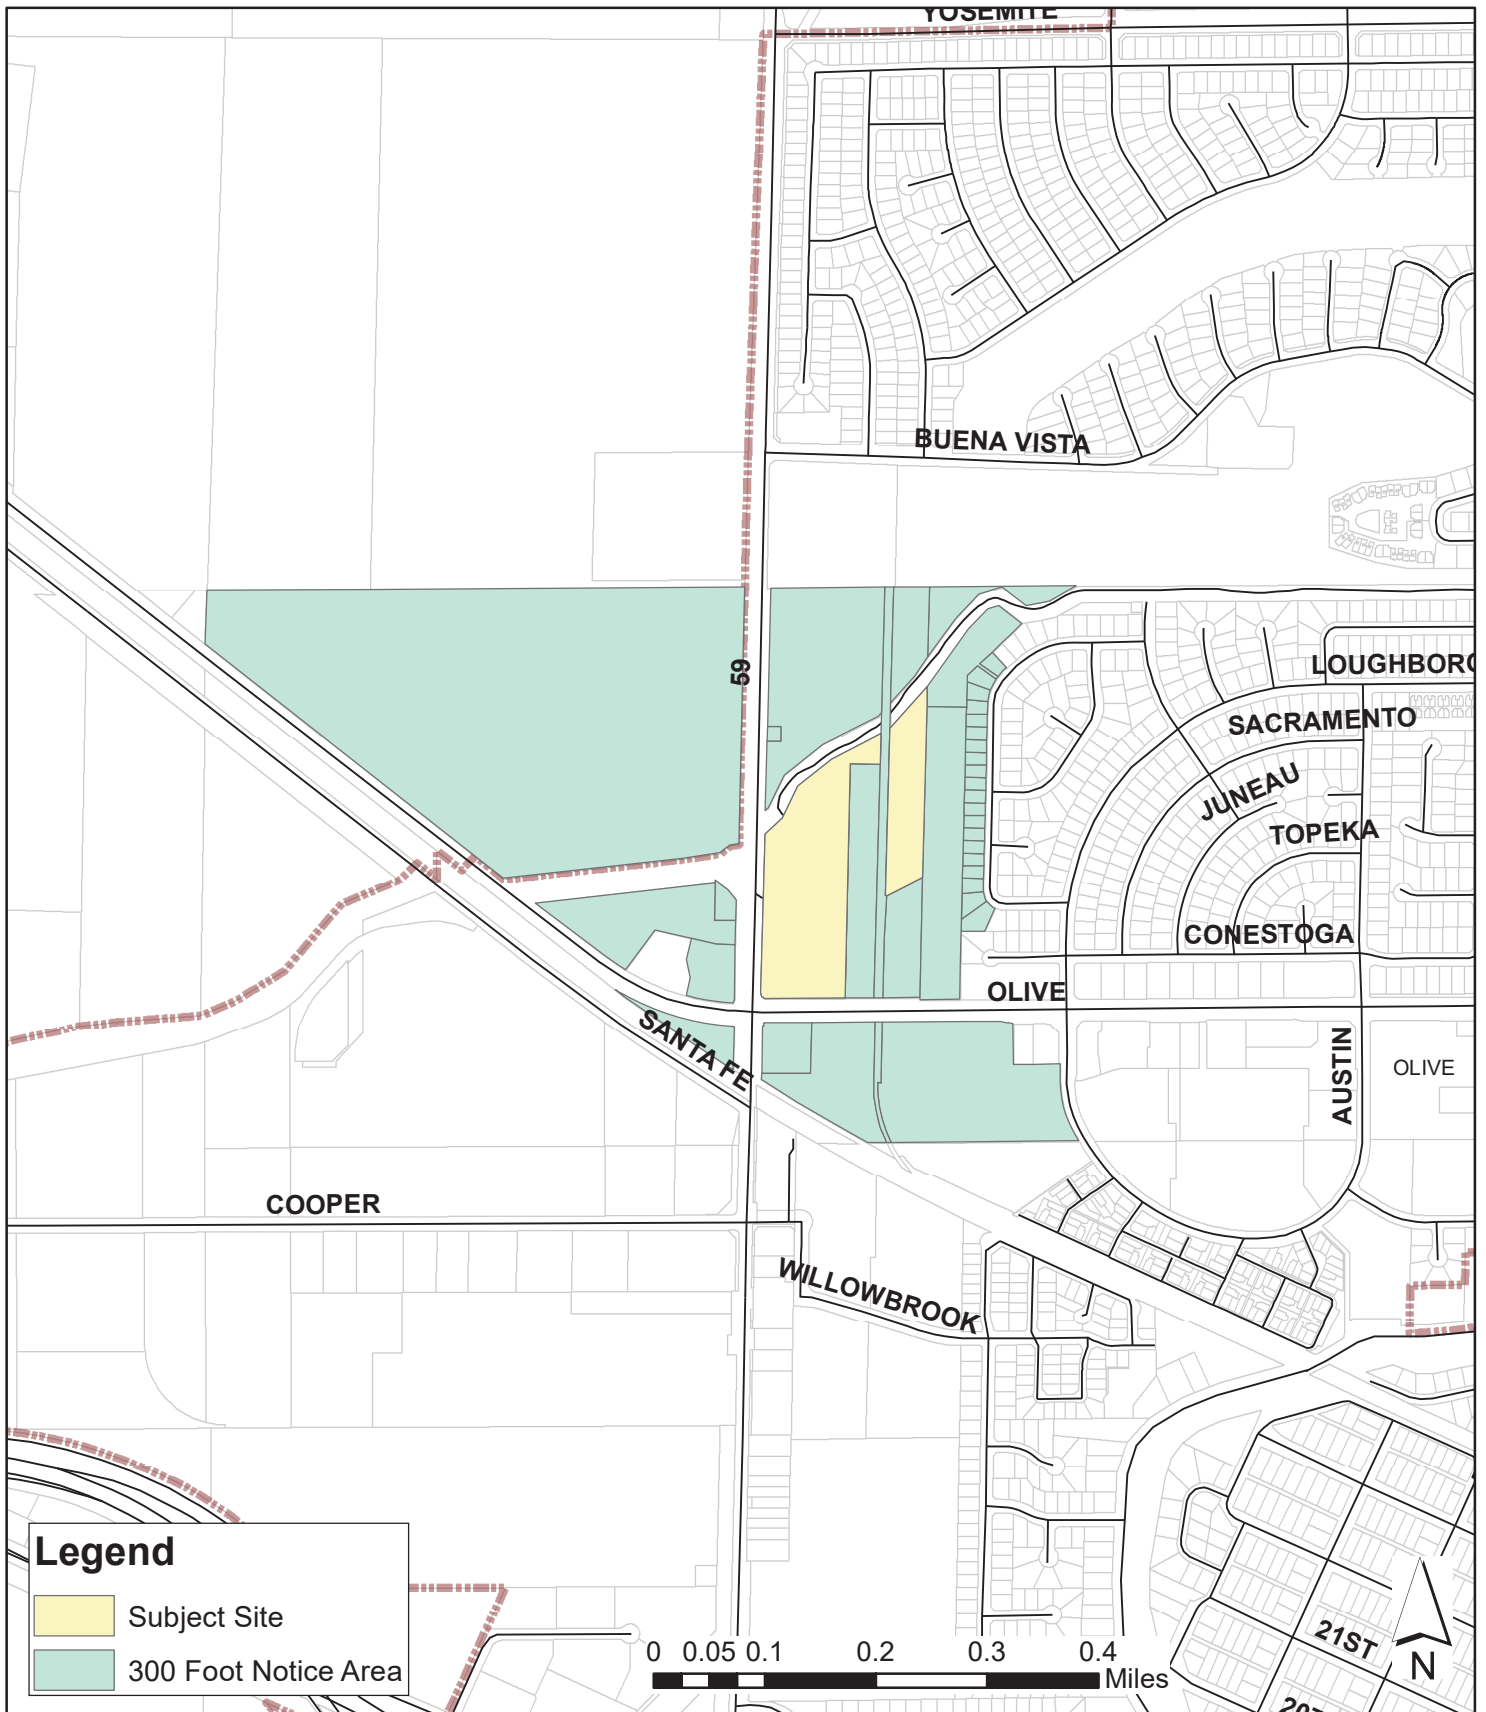 YOSEMITE
BUENA VISTA
59
LOUGHBORO
SACRAMENTO
JUNEAU
TOPEKA
CONESTOGA
OLIVE
SANTA FE
AUSTIN
OLIVE
COOPER
WILLOWBROOK
Legend
Subject Site
300 Foot Notice Area
0 0.05 0.1 0.2 0.3 0.4
Miles
21ST
N